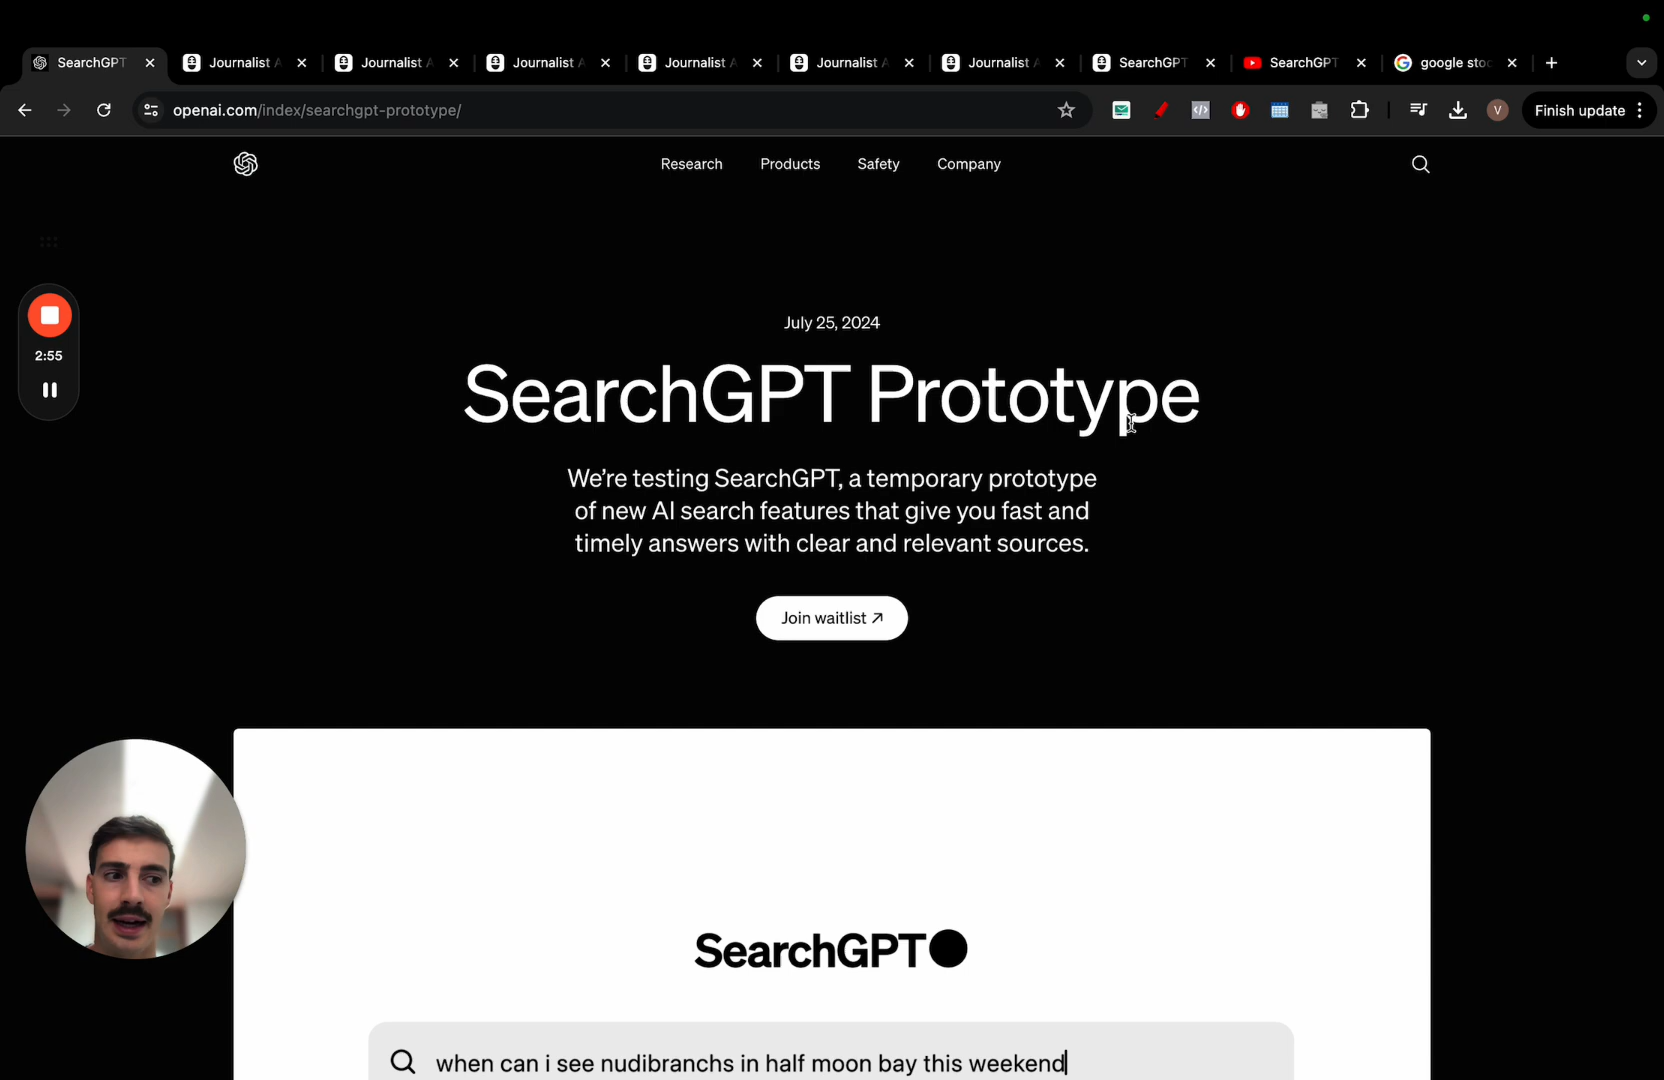 SearchGPT
Journalist A
Journalist A
Journalist A
Journalist A
Journalist A
Journalist A
SearchGPT
SearchGPT
google stoc
openai.com/index/searchgpt-prototype/
V
Finish update
Research
Products
Safety
Company
2:55
July 25, 2024
SearchGPT Prototype
We're testing SearchGPT, a temporary prototype
of new AI search features that give you fast and
timely answers with clear and relevant sources.
Join waitlist ↗
SearchGPT
when can i see nudibranchs in half moon bay this weekend